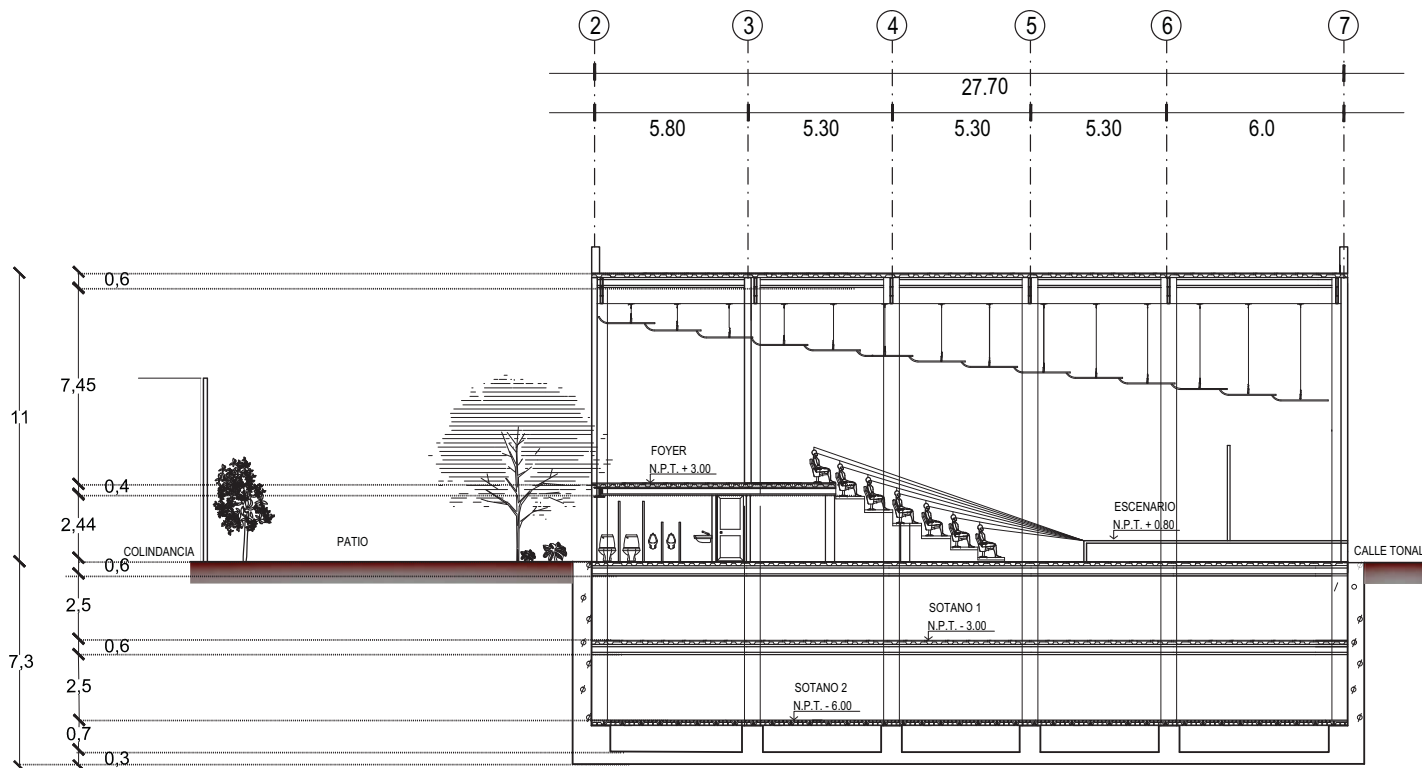 2 3 4 5 6 7
27.70
5.80 5.30 5.30 5.30 6.0
0,6
7,45
11
FOYER
N.P.T. + 3.00
0,4
ESCENARIO
N.P.T. + 0.80
2,44
COLINDANCIA
PATIO
CALLE TONAL
0,6
2,5
SOTANO 1
N.P.T. - 3.00
0,6
7,3
2,5
SOTANO 2
N.P.T. - 6.00
0,7
0,3